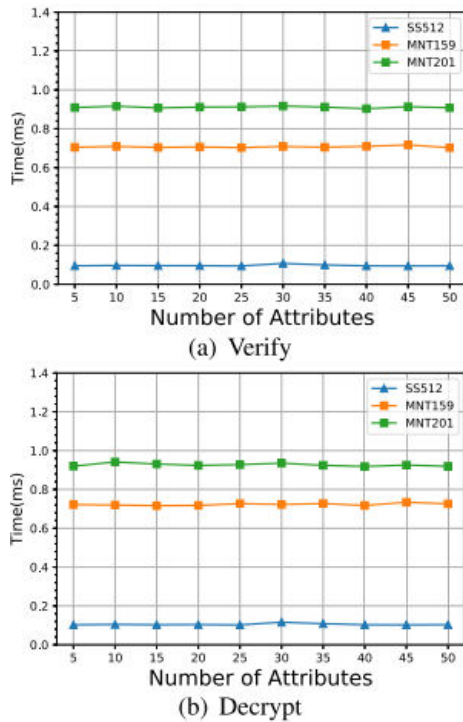 1.4
1.2
1.0
0.8
0.6
0.4
0.2
0.0
Time(ms)
SS512
MNT159
MNT201
5 10 15 20 25 30 35 40 45 50
Number of Attributes
(a) Verify
1.4
1.2
1.0
0.8
0.6
0.4
0.2
0.0
Time(ms)
SS512
MNT159
MNT201
5 10 15 20 25 30 35 40 45 50
Number of Attributes
(b) Decrypt